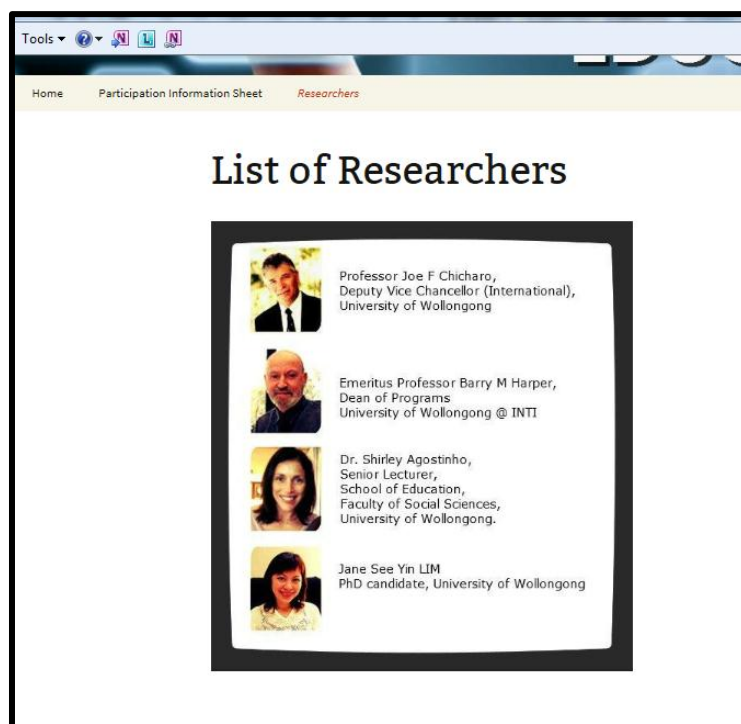 Tools
Home Participation Information Sheet Researchers
List of Researchers
Professor Joe F Chicharo,
Deputy Vice Chancellor (International),
University of Wollongong
Emeritus Professor Barry M Harper,
Dean of Programs
University of Wollongong @ INTI
Dr. Shirley Agostinho,
Senior Lecturer,
School of Education,
Faculty of Social Sciences,
University of Wollongong.
Jane See Yin LIM
PhD candidate, University of Wollongong